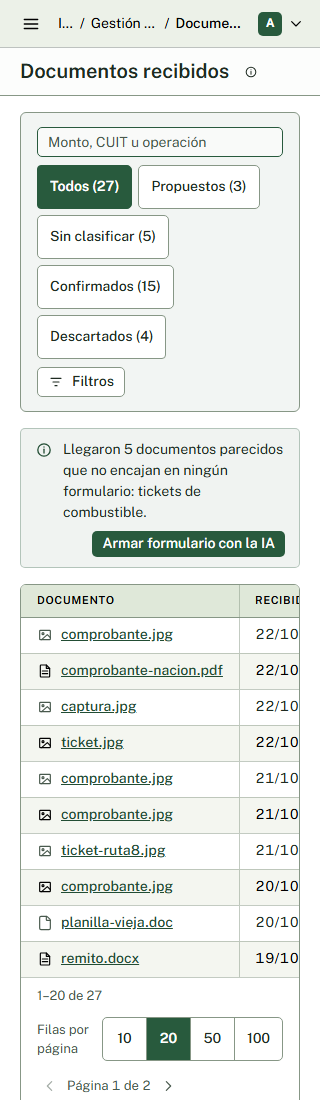 I... / Gestión ... / Docume... A
Documentos recibidos
Monto, CUIT u operación
Todos (27) Propuestos (3)
Sin clasificar (5)
Confirmados (15)
Descartados (4)
Filtros
Llegaron 5 documentos parecidos
que no encajan en ningún
formulario: tickets de
combustible.
Armar formulario con la IA
DOCUMENTO RECIBID
comprobante.jpg 22/10
comprobante-nacion.pdf 22/10
captura.jpg 22/10
ticket.jpg 22/10
comprobante.jpg 21/10
comprobante.jpg 21/10
ticket-ruta8.jpg 21/10
comprobante.jpg 20/10
planilla-vieja.doc 20/10
remito.docx 19/10
1–20 de 27
Filas por
página
10 20 50 100
Página 1 de 2